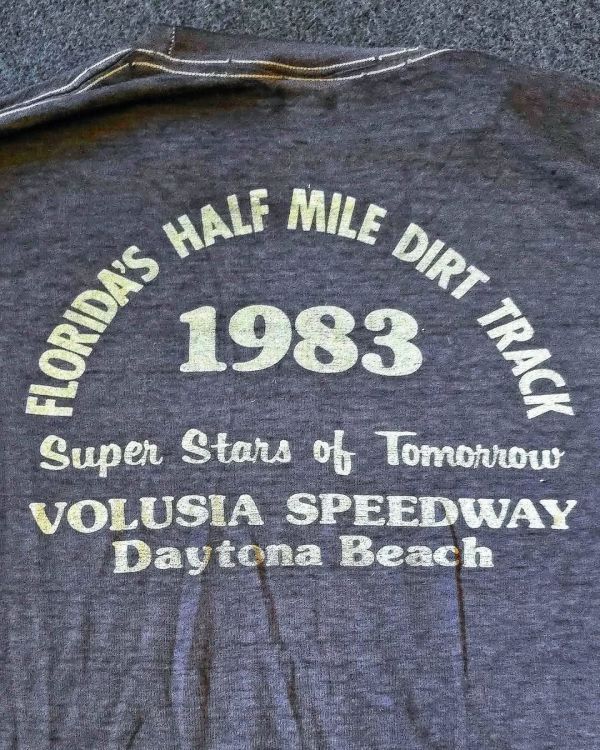 FLORIDA'S HALF MILE DIRT TRACK
1983
Super Stars of Tomorrow
VOLUSIA SPEEDWAY
Daytona Beach